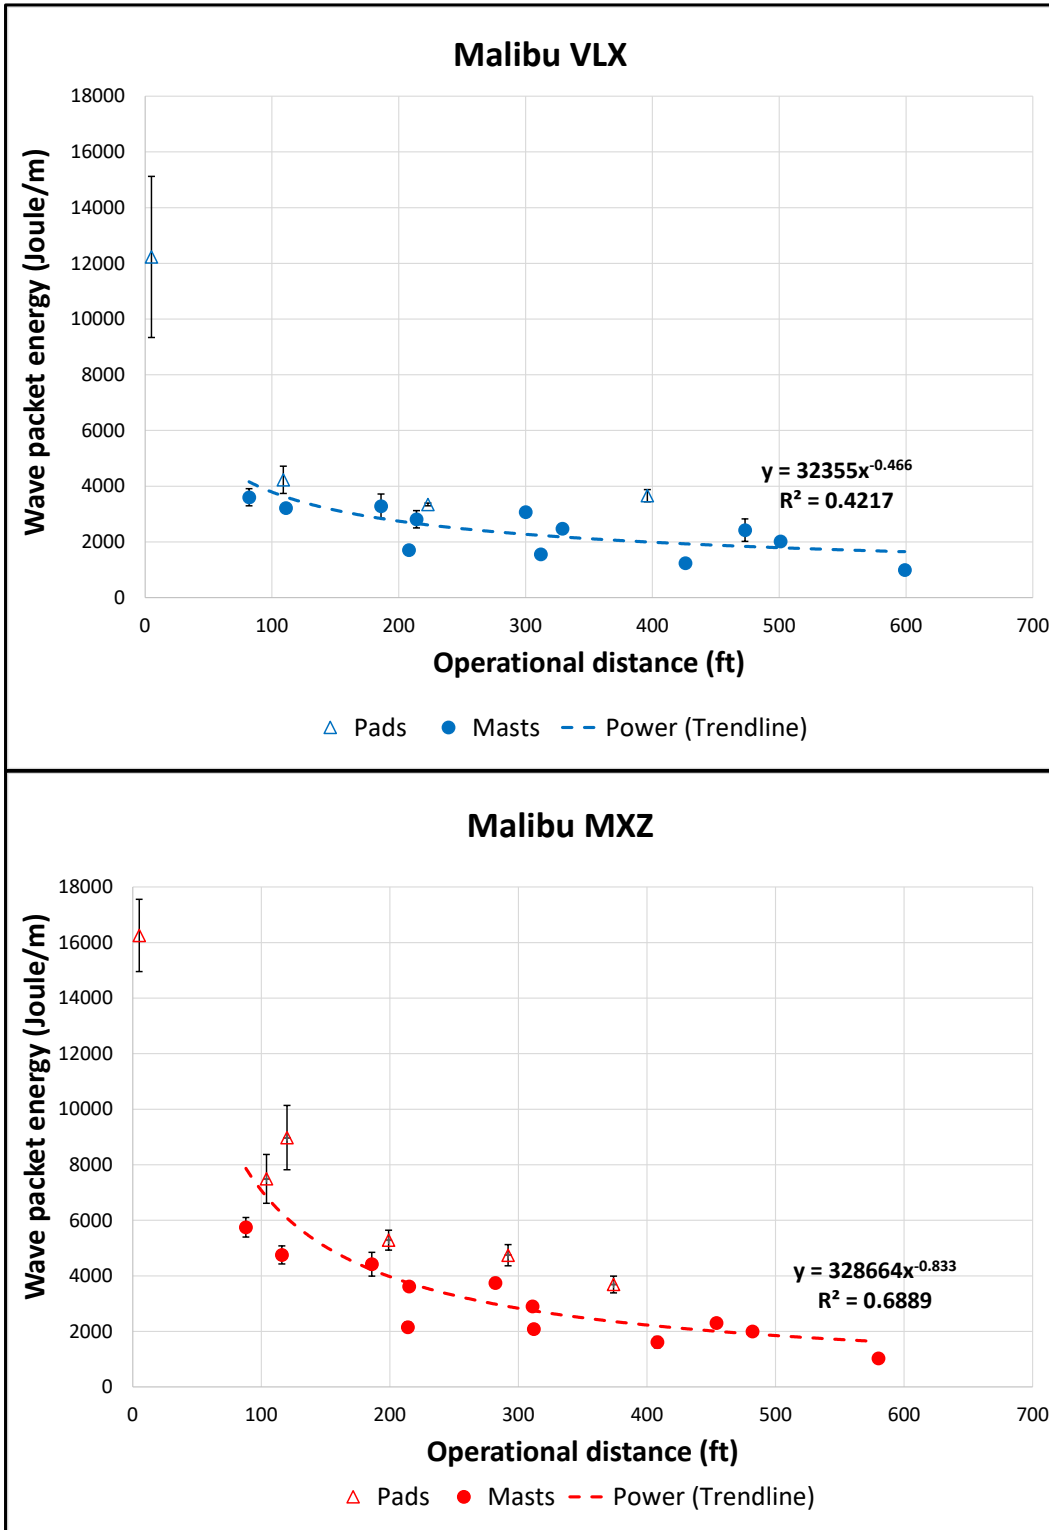 Malibu VLX
Wave packet energy (Joule/m)
18000
16000
14000
12000
10000
8000
6000
4000
2000
0
y = 32355x^-0.466
R² = 0.4217
0 100 200 300 400 500 600 700
Operational distance (ft)
Pads Masts Power (Trendline)
Malibu MXZ
Wave packet energy (Joule/m)
18000
16000
14000
12000
10000
8000
6000
4000
2000
0
y = 328664x^-0.833
R² = 0.6889
0 100 200 300 400 500 600 700
Operational distance (ft)
Pads Masts Power (Trendline)